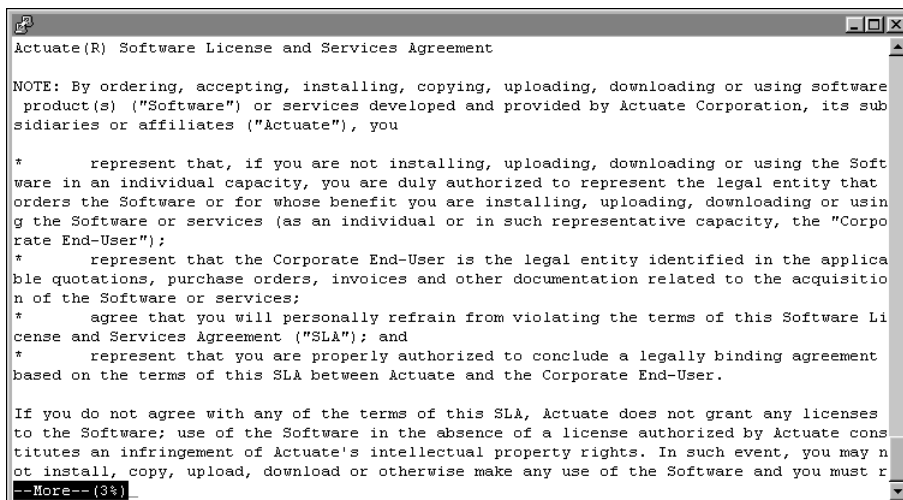 Actuate(R) Software License and Services Agreement
NOTE: By ordering, accepting, installing, copying, uploading, downloading or using software
 product(s) ("Software") or services developed and provided by Actuate Corporation, its sub
sidiaries or affiliates ("Actuate"), you
*       represent that, if you are not installing, uploading, downloading or using the Soft
ware in an individual capacity, you are duly authorized to represent the legal entity that
orders the Software or for whose benefit you are installing, uploading, downloading or usin
g the Software or services (as an individual or in such representative capacity, the "Corpo
rate End-User");
*       represent that the Corporate End-User is the legal entity identified in the applica
ble quotations, purchase orders, invoices and other documentation related to the acquisitio
n of the Software or services;
*       agree that you will personally refrain from violating the terms of this Software Li
cense and Services Agreement ("SLA"); and
*       represent that you are properly authorized to conclude a legally binding agreement
based on the terms of this SLA between Actuate and the Corporate End-User.
If you do not agree with any of the terms of this SLA, Actuate does not grant any licenses
to the Software; use of the Software in the absence of a license authorized by Actuate cons
titutes an infringement of Actuate's intellectual property rights. In such event, you may n
ot install, copy, upload, download or otherwise make any use of the Software and you must r
--More--(3%)